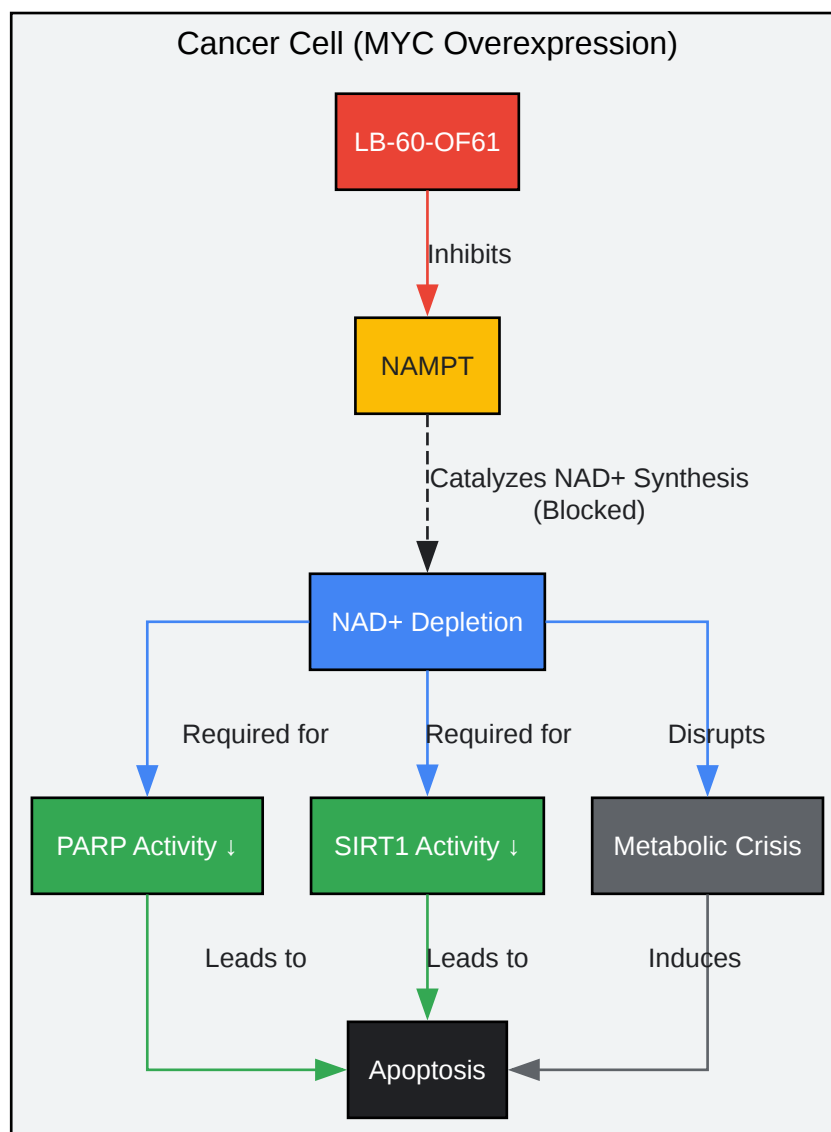 Cancer Cell (MYC Overexpression)
LB-60-OF61
Inhibits
NAMPT
Catalyzes NAD+ Synthesis
(Blocked)
NAD+ Depletion
Required for
Required for
Disrupts
PARP Activity ↓
SIRT1 Activity ↓
Metabolic Crisis
Leads to
Leads to
Induces
Apoptosis